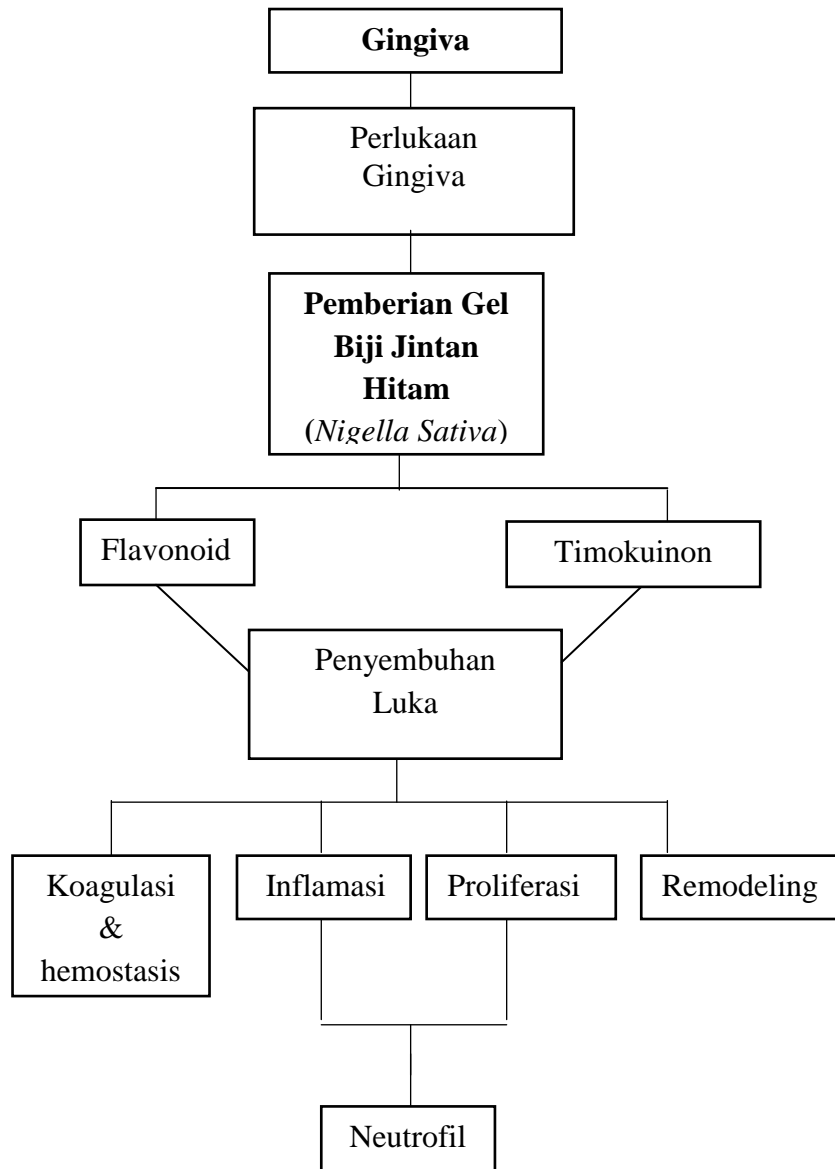 Gingiva
Perlukaan
Gingiva
Pemberian Gel
Biji Jintan
Hitam
(Nigella Sativa)
Flavonoid
Timokuinon
Penyembuhan
Luka
Koagulasi
&
hemostasis
Inflamasi
Proliferasi
Remodeling
Neutrofil